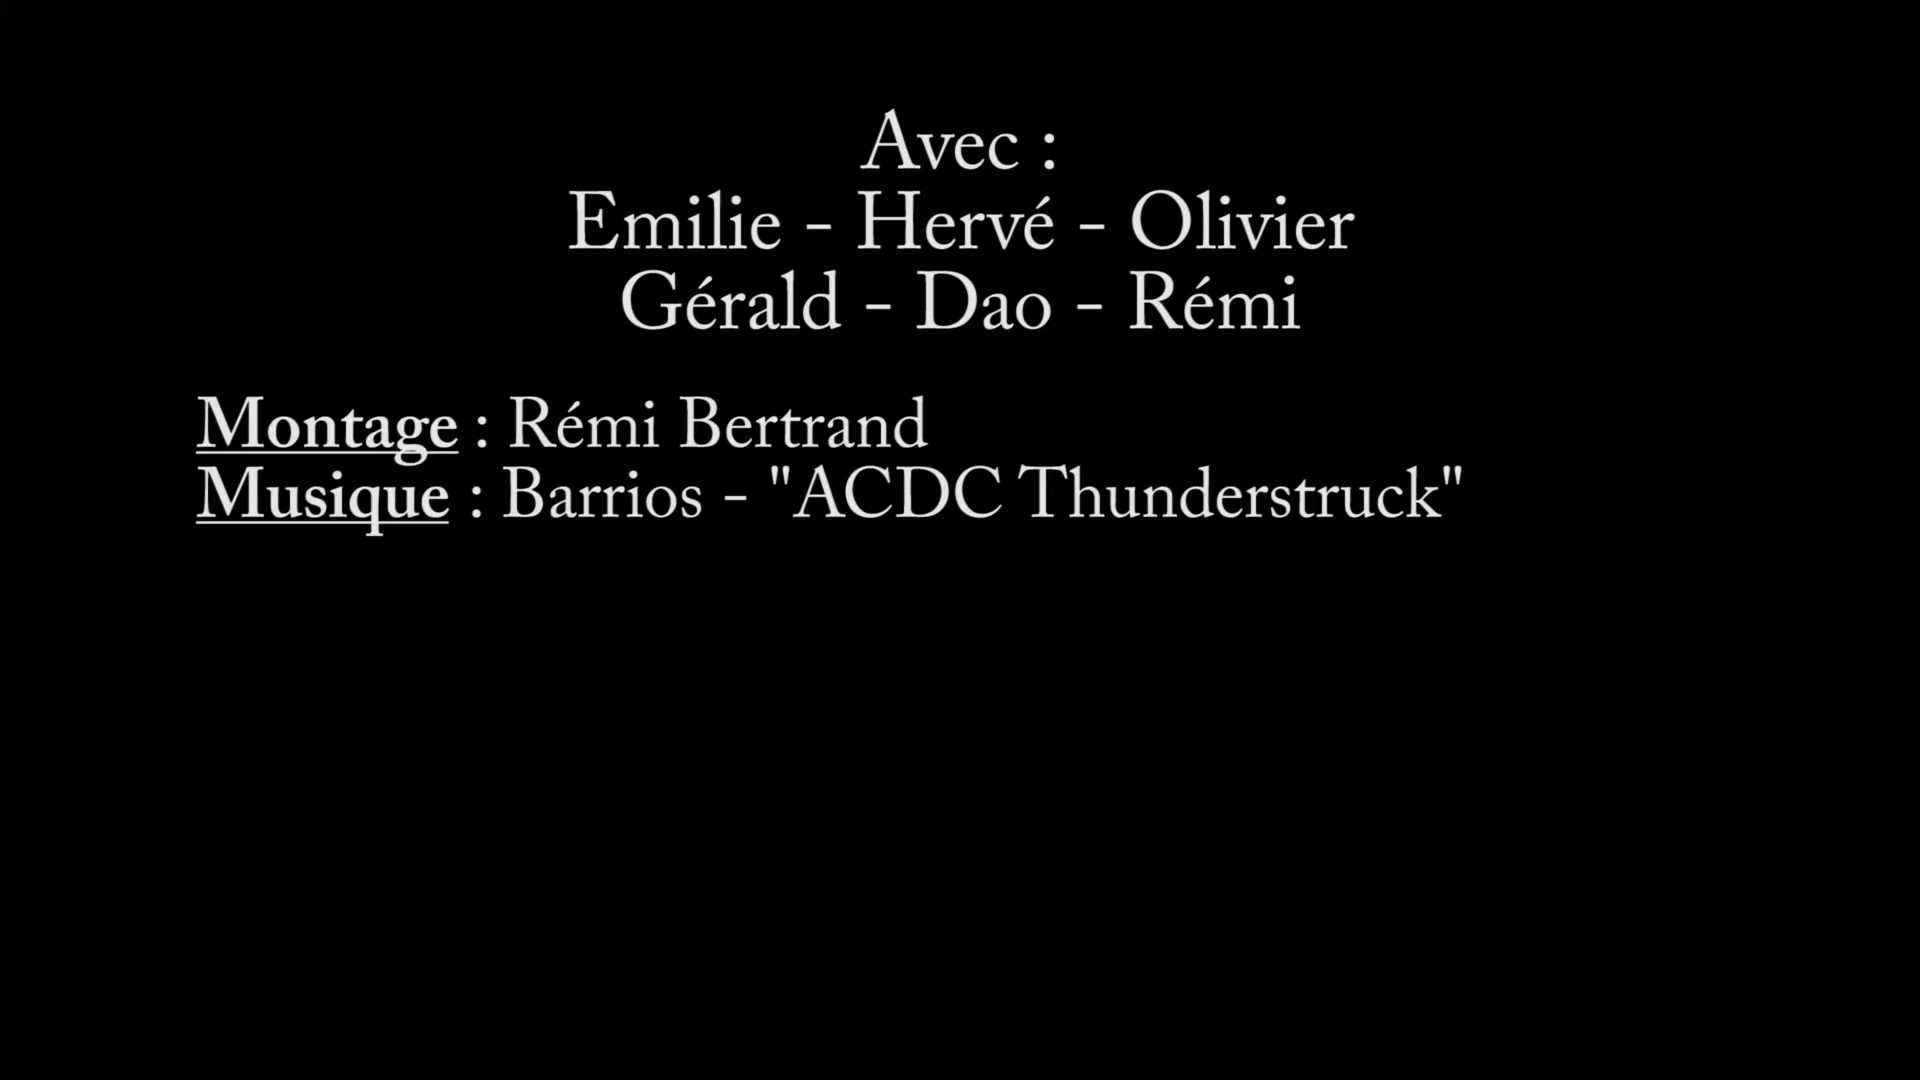 Avec :
Emilie - Hervé - Olivier
Gérald - Dao - Rémi
Montage : Rémi Bertrand
Musique : Barrios - "ACDC Thunderstruck"